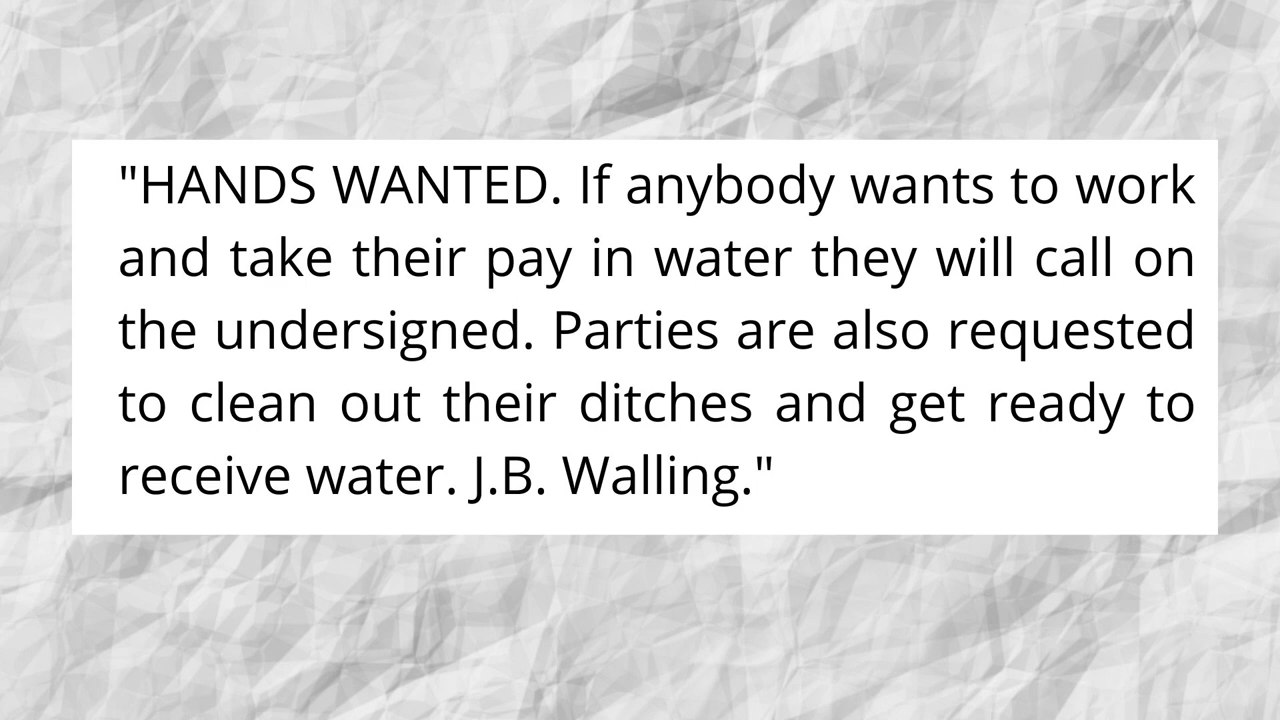 "HANDS WANTED. If anybody wants to work
and take their pay in water they will call on
the undersigned. Parties are also requested
to clean out their ditches and get ready to
receive water. J.B. Walling."